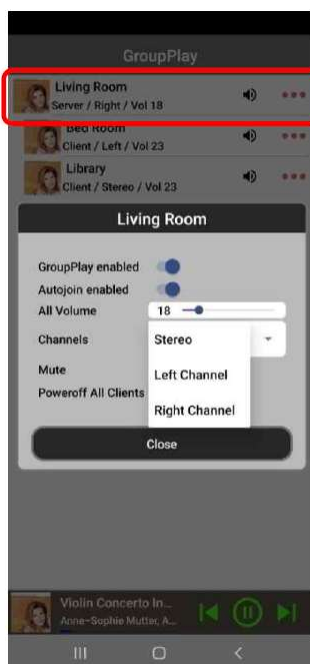 GroupPlay
Living Room
Server / Right / Vol 18
Bed Room
Client / Left / Vol 23
Library
Client / Stereo / Vol 23
Living Room
GroupPlay enabled
Autojoin enabled
All Volume 18
Channels
Stereo
Left Channel
Mute
Right Channel
Poweroff All Clients
Close
Violin Concerto In...
Anne-Sophie Mutter, A...